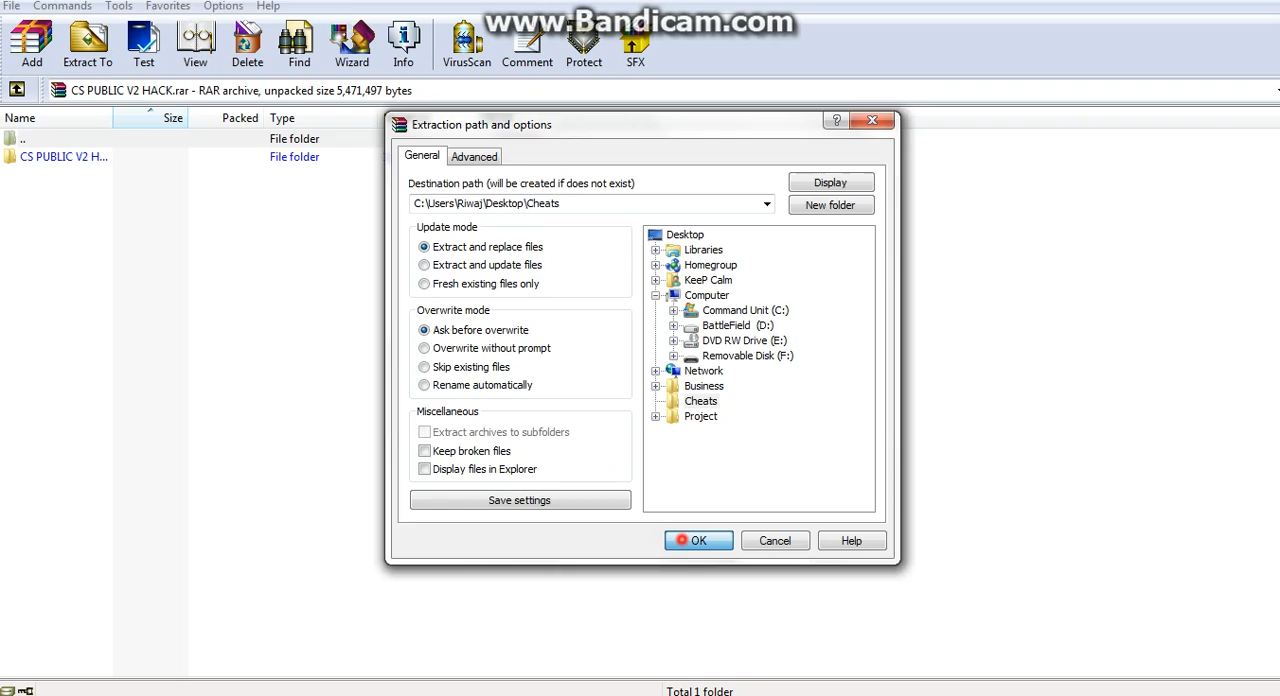 File Commands Tools Favorites Options Help
www.Bandicam.com
Add Extract To Test View Delete Find Wizard Info VirusScan Comment Protect SFX
CS PUBLIC V2 HACK.rar - RAR archive, unpacked size 5,471,497 bytes
Name Size Packed Type
.. File folder
CS PUBLIC V2 H... File folder
Extraction path and options
General Advanced
Destination path (will be created if does not exist)
Display
C:\Users\Riwaj\Desktop\Cheats
New folder
Update mode
Extract and replace files
Extract and update files
Fresh existing files only
Overwrite mode
Ask before overwrite
Overwrite without prompt
Skip existing files
Rename automatically
Miscellaneous
Extract archives to subfolders
Keep broken files
Display files in Explorer
Save settings
Desktop
Libraries
Homegroup
KeeP Calm
Computer
Command Unit (C:)
BattleField (D:)
DVD RW Drive (E:)
Removable Disk (F:)
Network
Business
Cheats
Project
OK Cancel Help
Total 1 folder